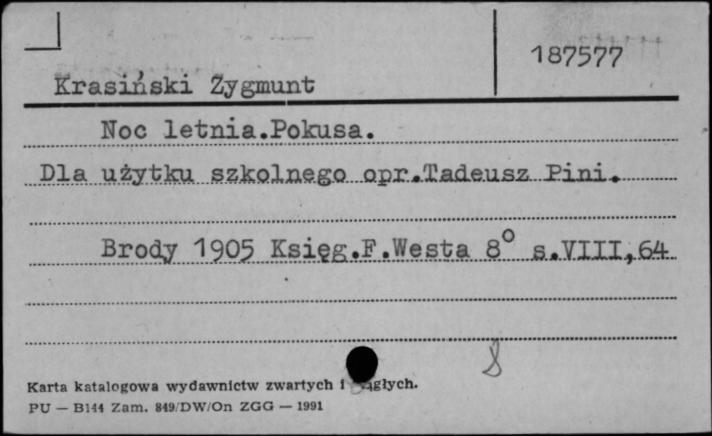 187577
Krasiński Zygmunt
Noc letnia.Pokusa.
Dla użytku szkolnego opr.Tadeusz Pini.
Brody 1905 Księg.F.Westa 8° s.VIII,64
Karta katalogowa wydawnictw zwartych i
PU — B144 Zam. 849/DW/On ZGG — 1991